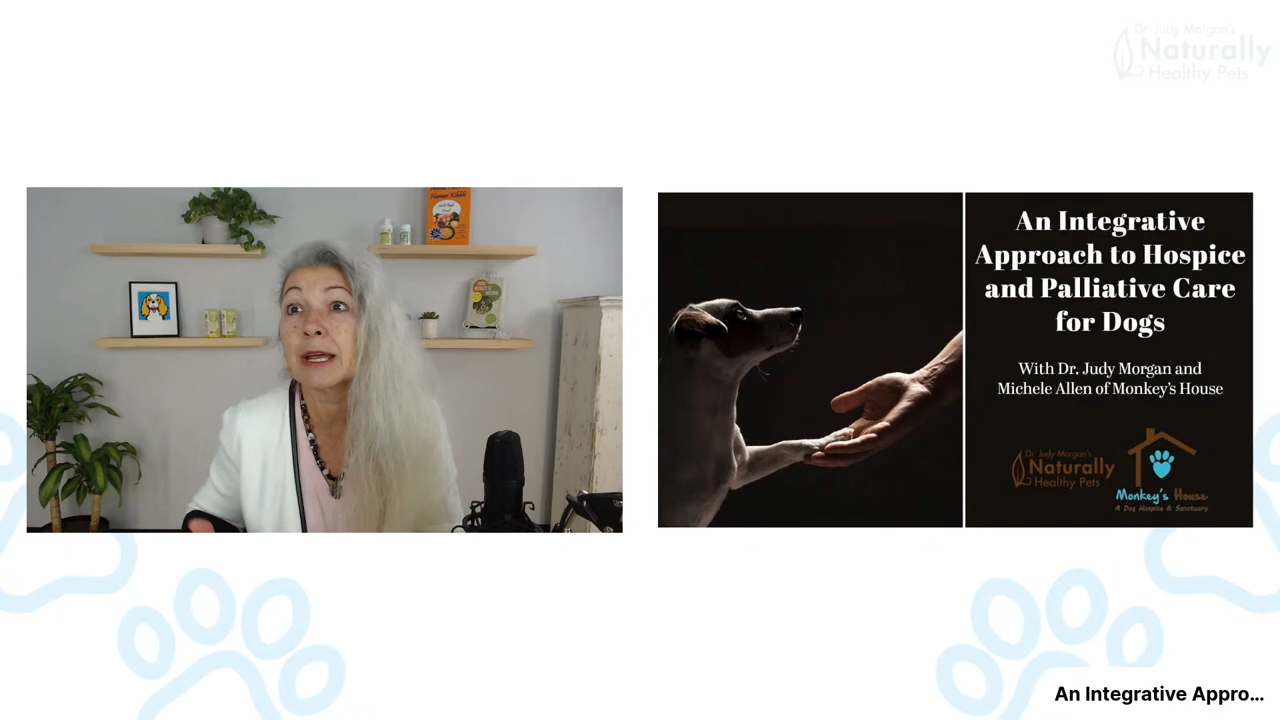 Dr. Judy Morgan's
Naturally
Healthy Pets
An Integrative
Approach to Hospice
and Palliative Care
for Dogs
With Dr. Judy Morgan and
Michele Allen of Monkey's House
Dr. Judy Morgan's
Naturally
Healthy Pets
Monkey's House
A Dog Hospice & Sanctuary
An Integrative Appro...